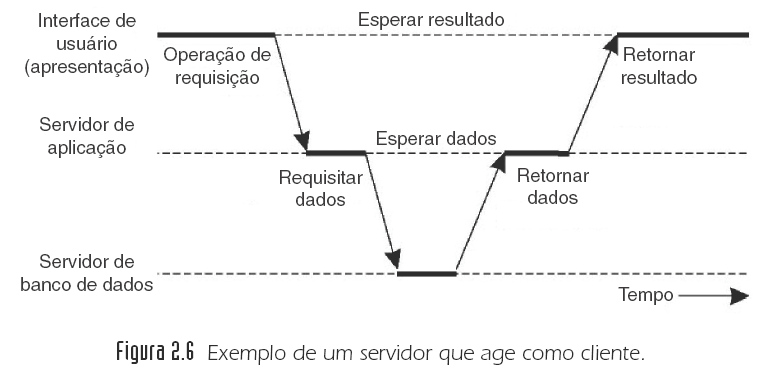 Interface de
usuário
(apresentação)
Esperar resultado
Operação de
requisição
Retornar
resultado
Servidor de
aplicação
Esperar dados
Requisitar
dados
Retornar
dados
Servidor de
banco de dados
Tempo
Figura 2.6 Exemplo de um servidor que age como cliente.